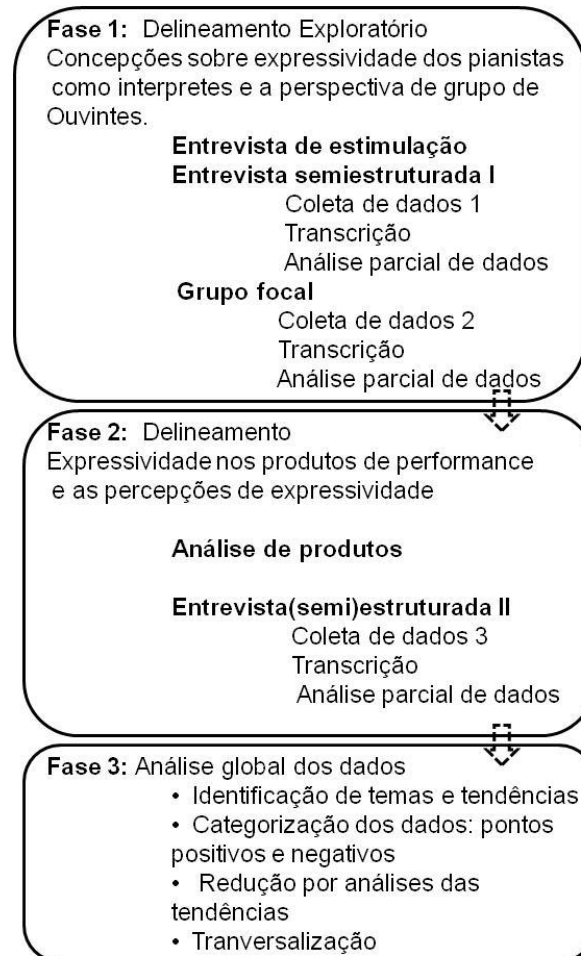 Fase 1: Delineamento Exploratório
Concepções sobre expressividade dos pianistas
como interpretes e a perspectiva de grupo de
Ouvintes.
Entrevista de estimulação
Entrevista semiestruturada I
Coleta de dados 1
Transcrição
Análise parcial de dados
Grupo focal
Coleta de dados 2
Transcrição
Análise parcial de dados
Fase 2: Delineamento
Expressividade nos produtos de performance
e as percepções de expressividade
Análise de produtos
Entrevista(semi)estruturada II
Coleta de dados 3
Transcrição
Análise parcial de dados
Fase 3: Análise global dos dados
• Identificação de temas e tendências
• Categorização dos dados: pontos
positivos e negativos
• Redução por análises das
tendências
• Tranversalização